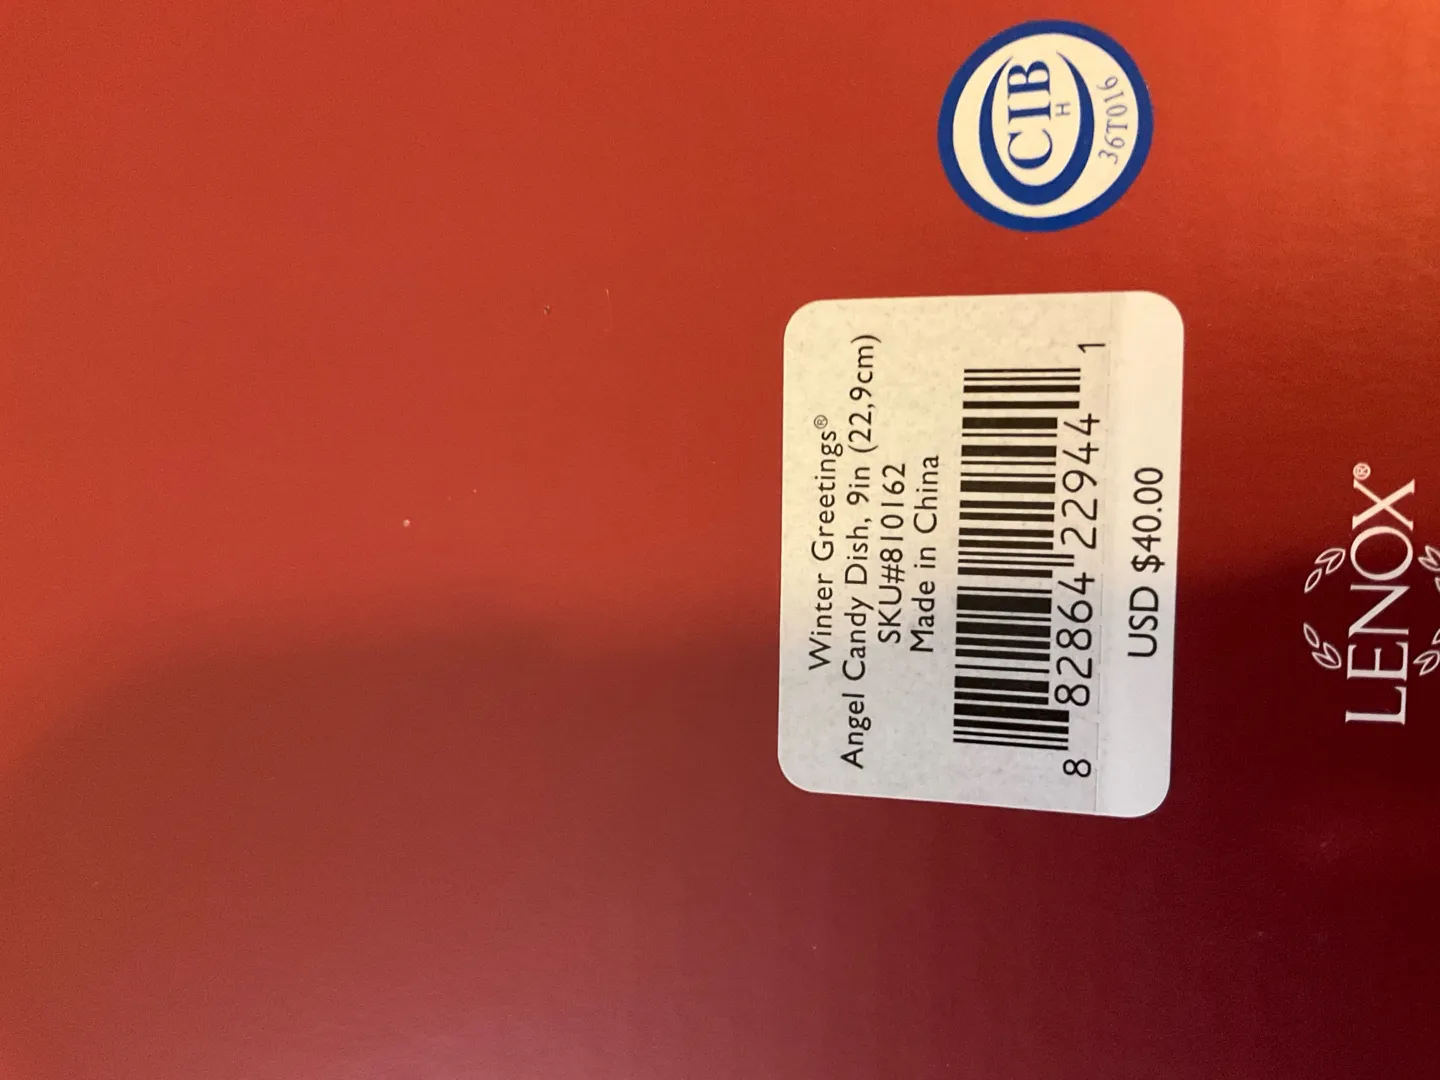 CIB
H
36T016
Winter Greetings®
Angel Candy Dish, 9in (22,9cm)
SKU#810162
Made in China
8 82864 22944 1
USD $40.00
LENOX®